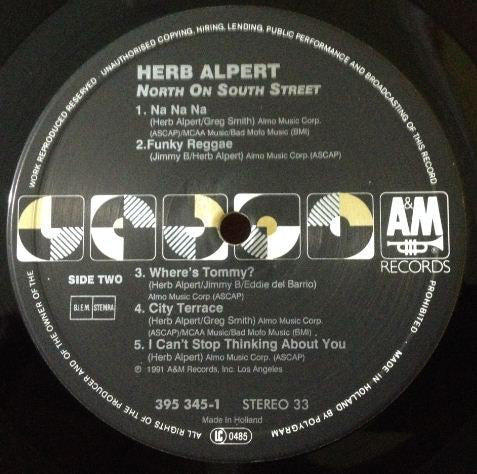 WORK REPRODUCED RESERVED · UNAUTHORISED COPYING, HIRING, LENDING, PUBLIC PERFORMANCE AND BROADCASTING OF THIS RECORD PROHIBITED · MADE IN HOLLAND BY POLYGRAM
HERB ALPERT
NORTH ON SOUTH STREET
1. Na Na Na
(Herb Alpert/Greg Smith) Almo Music Corp.
(ASCAP)/MCAA Music/Bad Mofo Music (BMI)
2.Funky Reggae
(Jimmy B/Herb Alpert) Almo Music Corp.(ASCAP)
A&M
RECORDS
SIDE TWO
B.I.E.M. STEMRA
3. Where's Tommy?
(Herb Alpert/Jimmy B/Eddie del Barrio)
Almo Music Corp. (ASCAP)
4. City Terrace
(Herb Alpert/Greg Smith) Almo Music Corp.
(ASCAP)/MCAA Music/Bad Mofo Music (BMI)
5. I Can't Stop Thinking About You
(Herb Alpert) Almo Music Corp. (ASCAP)
℗ 1991 A&M Records, Inc. Los Angeles
395 345-1 STEREO 33
Made in Holland
LC 0485
ALL RIGHTS OF THE PRODUCER AND OF THE OWNER OF THE